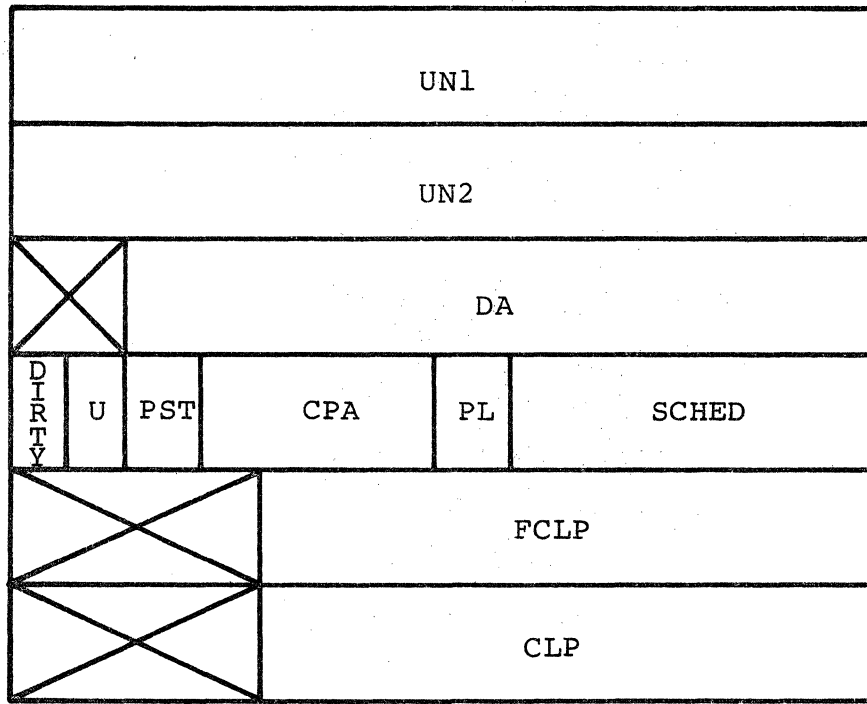 UN1
UN2
DA
DIRTY U PST CPA PL SCHED
FCLP
CLP